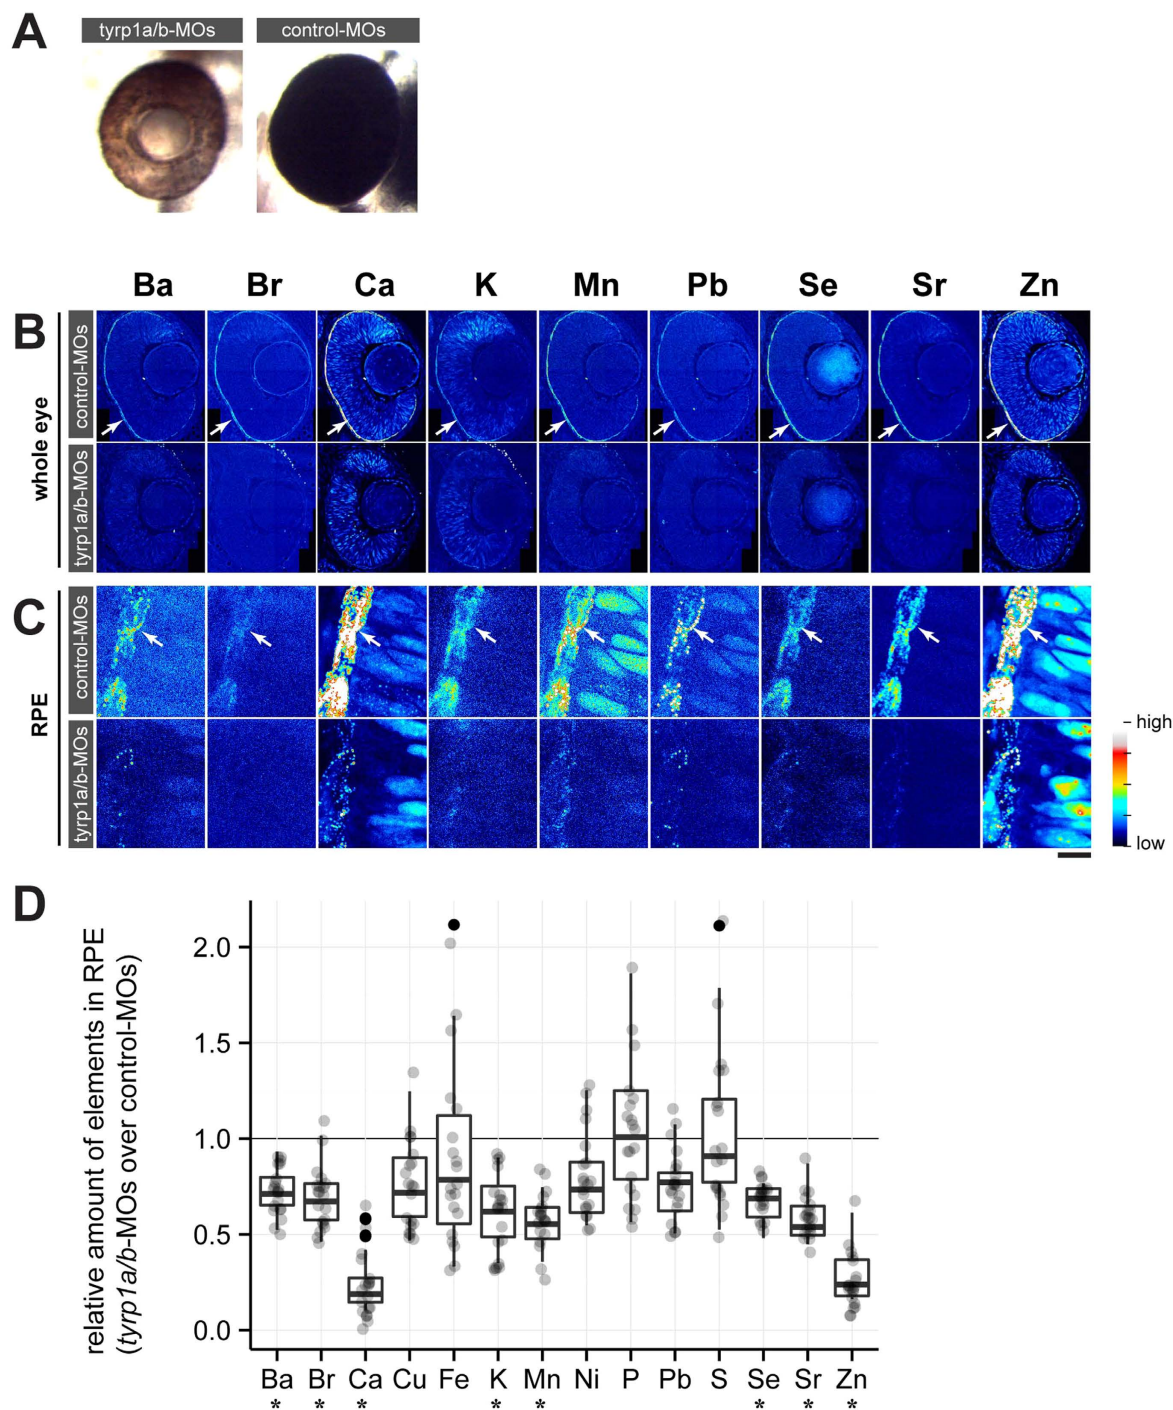 A
tyrp1a/b-MOs control-MOs
Ba Br Ca K Mn Pb Se Sr Zn
B
whole eye
control-MOs
tyrp1a/b-MOs
C
RPE
control-MOs
tyrp1a/b-MOs
high
low
D
relative amount of elements in RPE
(tyrp1a/b-MOs over control-MOs)
2.0
1.5
1.0
0.5
0.0
Ba Br Ca Cu Fe K Mn Ni P Pb S Se Sr Zn
* * * * * * * *